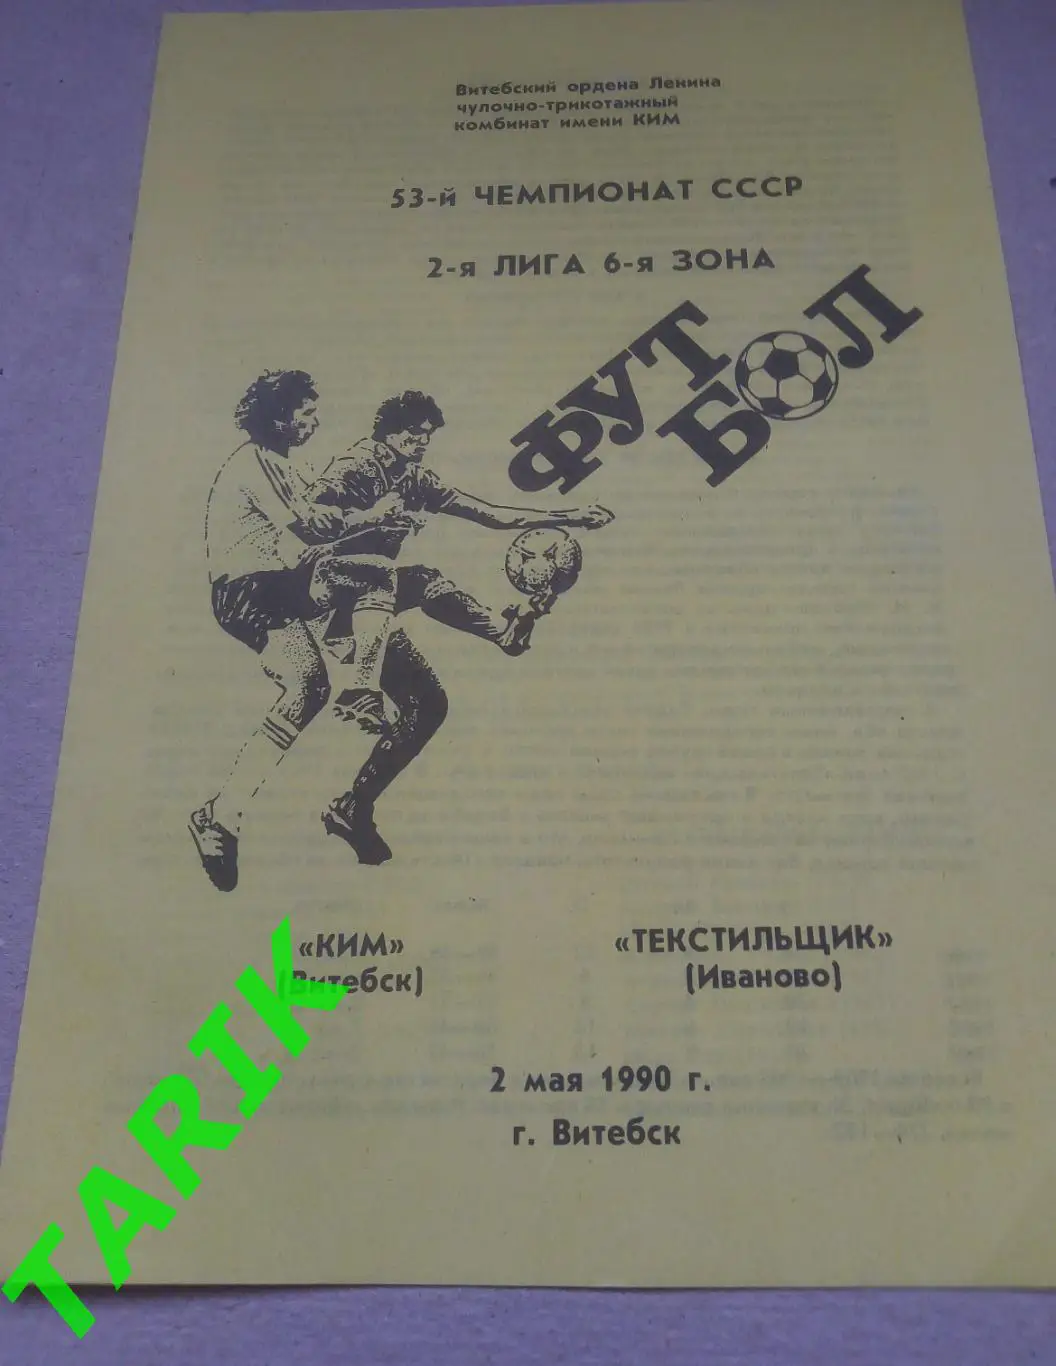 Витебский ордена Ленина
чулочно-трикотажный
комбинат имени КИМ
53-й ЧЕМПИОНАТ СССР
2-я ЛИГА 6-я ЗОНА
ФУТ
БОЛ
«КИМ»
(Витебск)
«ТЕКСТИЛЬЩИК»
(Иваново)
2 мая 1990 г.
г. Витебск
TARIK